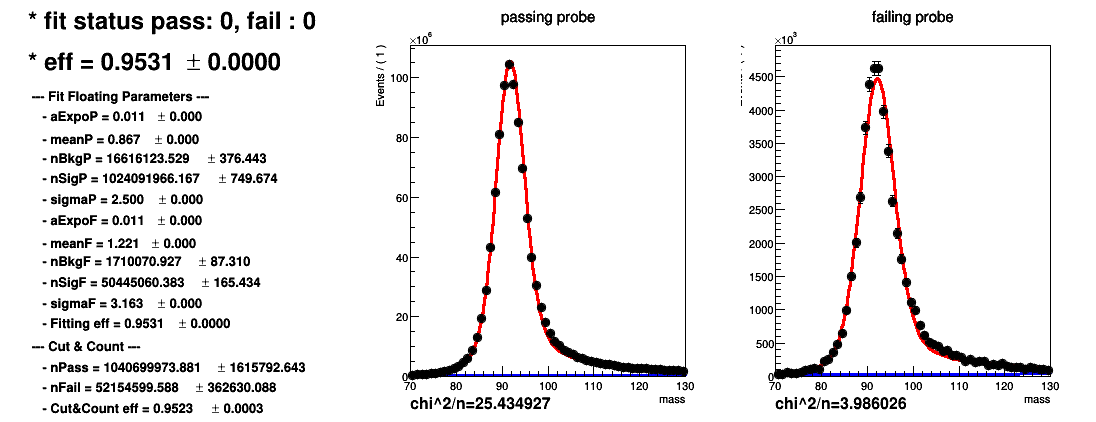 * fit status pass: 0, fail : 0
* eff = 0.9531 ± 0.0000
--- Fit Floating Parameters ---
- aExpoP = 0.011 ± 0.000
- meanP = 0.867 ± 0.000
- nBkgP = 16616123.529 ± 376.443
- nSigP = 1024091966.167 ± 749.674
- sigmaP = 2.500 ± 0.000
- aExpoF = 0.011 ± 0.000
- meanF = 1.221 ± 0.000
- nBkgF = 1710070.927 ± 87.310
- nSigF = 50445060.383 ± 165.434
- sigmaF = 3.163 ± 0.000
- Fitting eff = 0.9531 ± 0.0000
--- Cut & Count ---
- nPass = 1040699973.881 ± 1615792.643
- nFail = 52154599.588 ± 362630.088
- Cut&Count eff = 0.9523 ± 0.0003
passing probe
×10^6
Events / ( 1 )
100
80
60
40
20
0
70 80 90 100 110 120 130
mass
chi^2/n=25.434927
failing probe
×10^3
4500
4000
3500
3000
2500
2000
1500
1000
500
0
70 80 90 100 110 120 130
mass
chi^2/n=3.986026